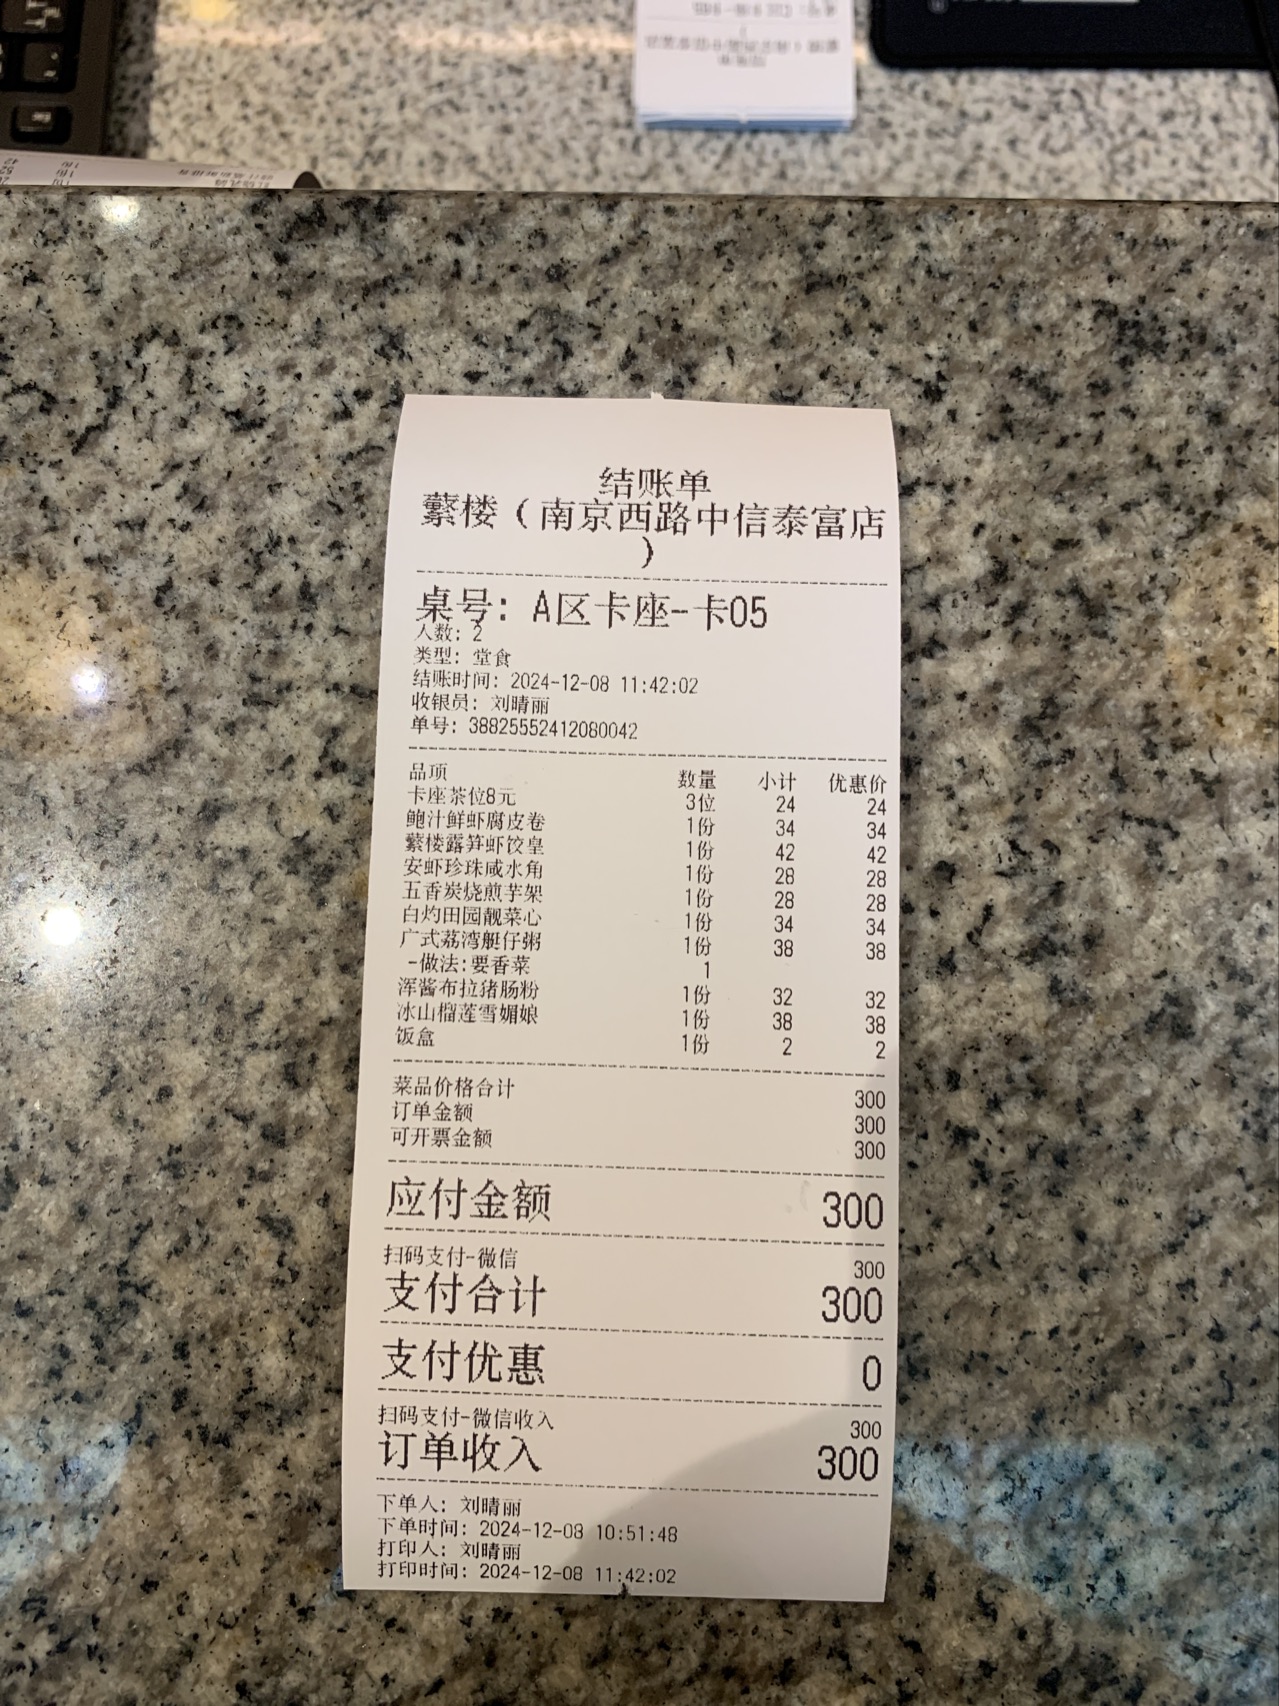 结账单
蘩楼（南京西路中信泰富店
）
桌号: A区卡座-卡05
人数: 2
类型: 堂食
结账时间: 2024-12-08 11:42:02
收银员: 刘晴丽
单号: 38825552412080042
品项 数量 小计 优惠价
卡座茶位8元 3位 24 24
鲍汁鲜虾腐皮卷 1份 34 34
蘩楼露笋虾饺皇 1份 42 42
安虾珍珠咸水角 1份 28 28
五香炭烧煎芋架 1份 28 28
白灼田园靓菜心 1份 34 34
广式荔湾艇仔粥 1份 38 38
-做法:要香菜 1
浑酱布拉猪肠粉 1份 32 32
冰山榴莲雪媚娘 1份 38 38
饭盒 1份 2 2
菜品价格合计 300
订单金额 300
可开票金额 300
应付金额 300
扫码支付-微信 300
支付合计 300
支付优惠 0
扫码支付-微信收入 300
订单收入 300
下单人: 刘晴丽
下单时间: 2024-12-08 10:51:48
打印人: 刘晴丽
打印时间: 2024-12-08 11:42:02